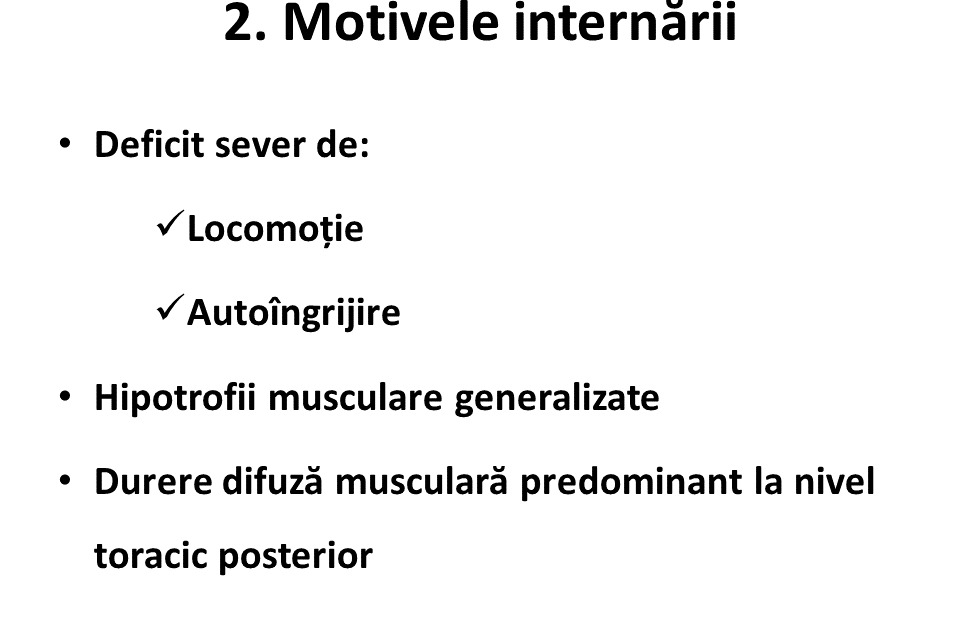 2. Motivele internării
• Deficit sever de:
✓Locomoție
✓Autoîngrijire
• Hipotrofii musculare generalizate
• Durere difuză musculară predominant la nivel
toracic posterior